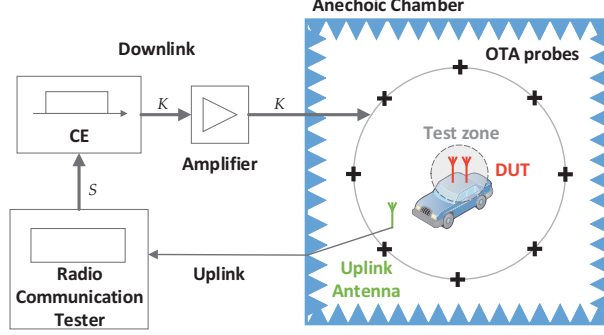 Anechoic Chamber
Downlink
OTA probes
K
K
CE
Test zone
Amplifier
DUT
S
Uplink
Radio
Communication
Tester
Uplink
Antenna